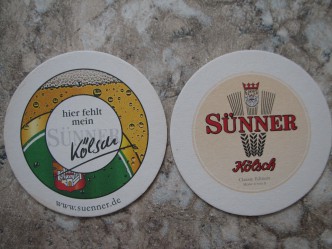 hier fehlt
mein
SÜNNER
Kölsch
www.suenner.de
SÜNNER
Kölsch